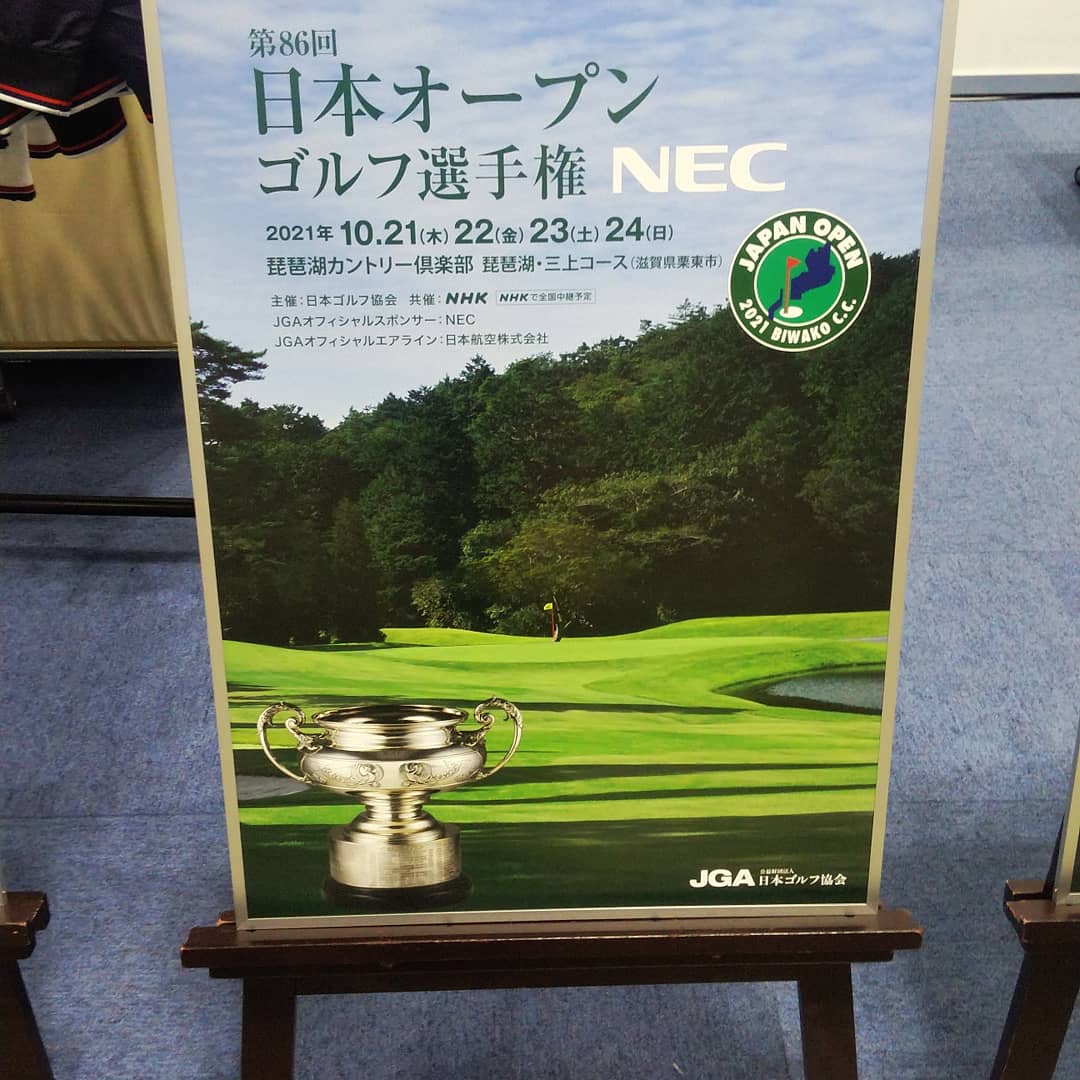 第86回
日本オープン
ゴルフ選手権 NEC
2021年 10.21(木) 22(金) 23(土) 24(日)
琵琶湖カントリー倶楽部 琵琶湖・三上コース(滋賀県栗東市)
主催:日本ゴルフ協会 共催:NHK NHKで全国中継予定
JGAオフィシャルスポンサー:NEC
JGAオフィシャルエアライン:日本航空株式会社
JAPAN OPEN
2021 BIWAKO C.C.
JGA 公益財団法人 日本ゴルフ協会